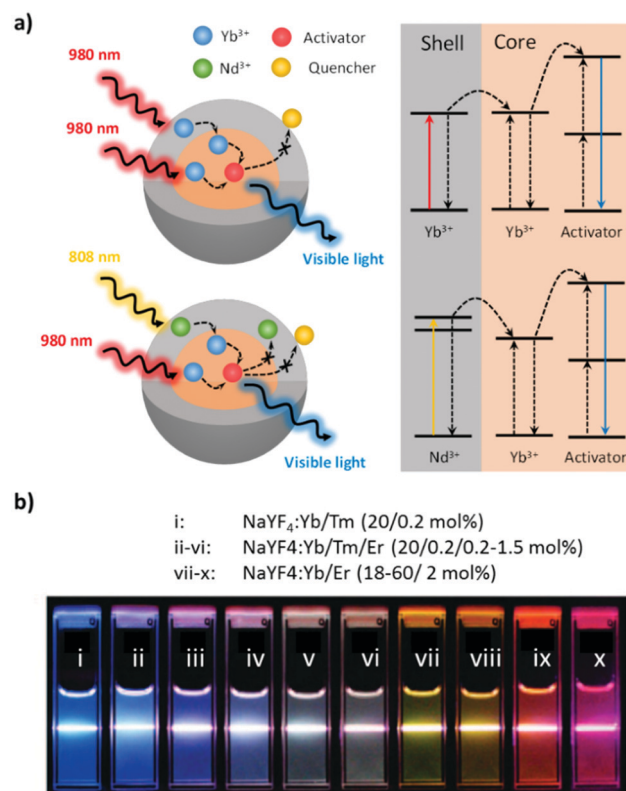 a)
Yb³⁺
Activator
Nd³⁺
Quencher
980 nm
980 nm
Visible light
808 nm
980 nm
Visible light
Shell
Core
Yb³⁺
Yb³⁺
Activator
Nd³⁺
Yb³⁺
Activator
b)
i: NaYF₄:Yb/Tm (20/0.2 mol%)
ii-vi: NaYF4:Yb/Tm/Er (20/0.2/0.2-1.5 mol%)
vii-x: NaYF4:Yb/Er (18-60/ 2 mol%)
i ii iii iv v vi vii viii ix x